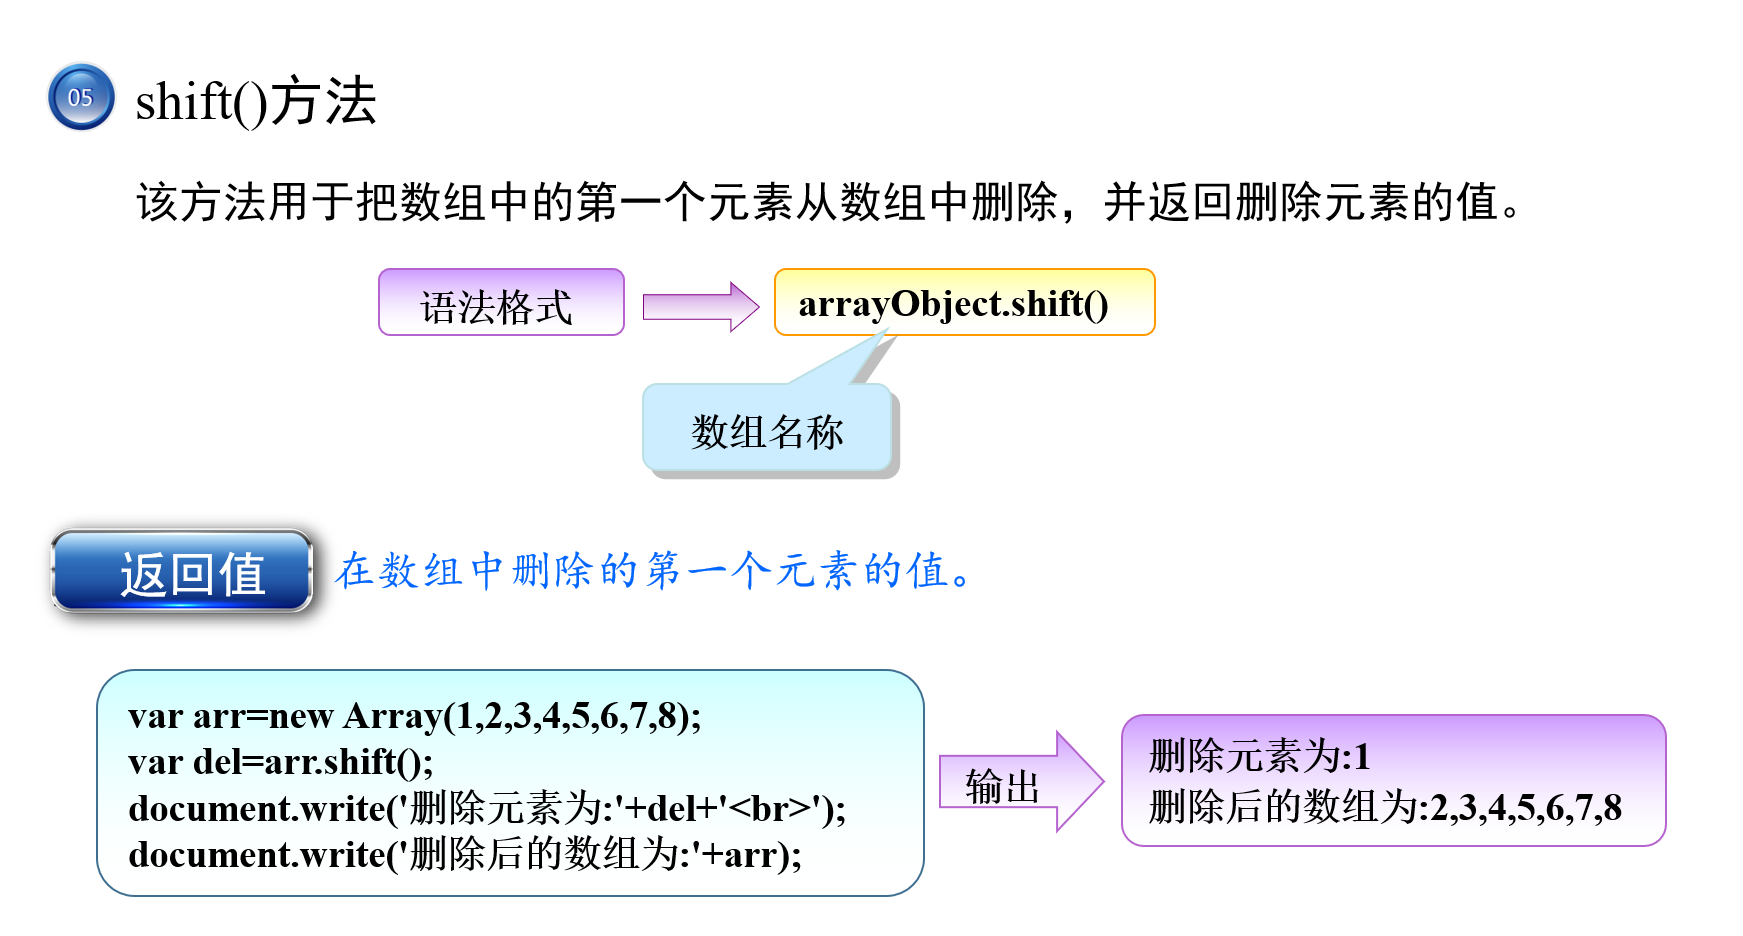 05
shift()方法
该方法用于把数组中的第一个元素从数组中删除，并返回删除元素的值。
语法格式
arrayObject.shift()
数组名称
返回值
在数组中删除的第一个元素的值。
var arr=new Array(1,2,3,4,5,6,7,8);
var del=arr.shift();
document.write('删除元素为:'+del+'<br>');
document.write('删除后的数组为:'+arr);
输出
删除元素为:1
删除后的数组为:2,3,4,5,6,7,8